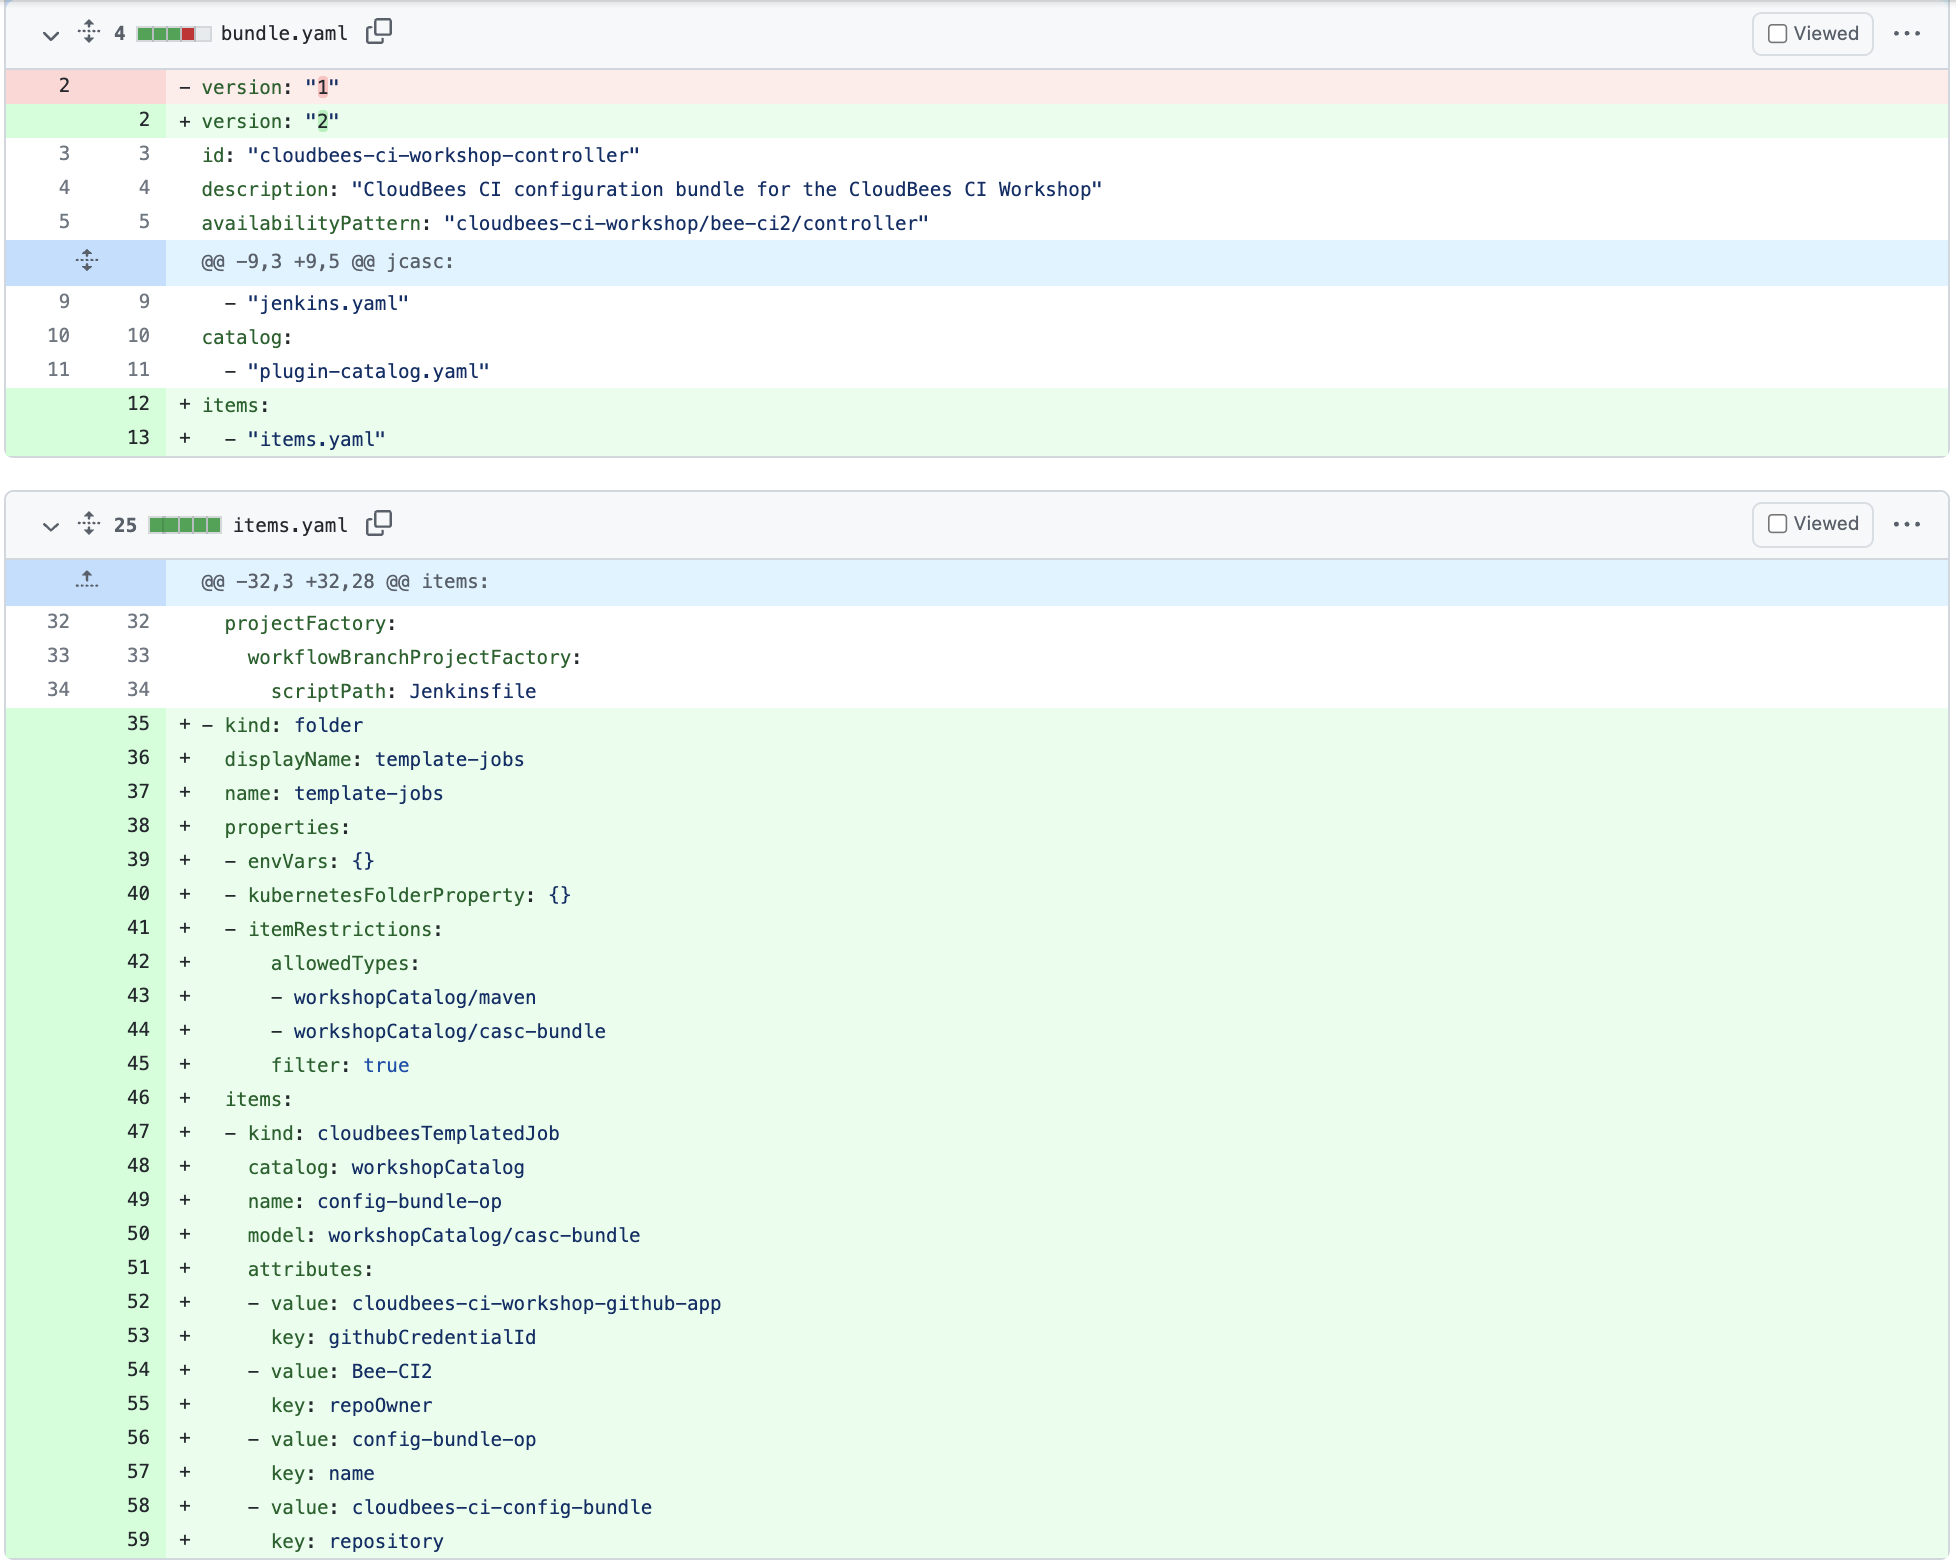 4 bundle.yaml Viewed
2 - version: "1"
2 + version: "2"
3 3 id: "cloudbees-ci-workshop-controller"
4 4 description: "CloudBees CI configuration bundle for the CloudBees CI Workshop"
5 5 availabilityPattern: "cloudbees-ci-workshop/bee-ci2/controller"
@@ -9,3 +9,5 @@ jcasc:
9 9 - "jenkins.yaml"
10 10 catalog:
11 11 - "plugin-catalog.yaml"
12 + items:
13 + - "items.yaml"
25 items.yaml Viewed
@@ -32,3 +32,28 @@ items:
32 32 projectFactory:
33 33 workflowBranchProjectFactory:
34 34 scriptPath: Jenkinsfile
35 + - kind: folder
36 + displayName: template-jobs
37 + name: template-jobs
38 + properties:
39 + - envVars: {}
40 + - kubernetesFolderProperty: {}
41 + - itemRestrictions:
42 + allowedTypes:
43 + - workshopCatalog/maven
44 + - workshopCatalog/casc-bundle
45 + filter: true
46 + items:
47 + - kind: cloudbeesTemplatedJob
48 + catalog: workshopCatalog
49 + name: config-bundle-op
50 + model: workshopCatalog/casc-bundle
51 + attributes:
52 + - value: cloudbees-ci-workshop-github-app
53 + key: githubCredentialId
54 + - value: Bee-CI2
55 + key: repoOwner
56 + - value: config-bundle-op
57 + key: name
58 + - value: cloudbees-ci-config-bundle
59 + key: repository